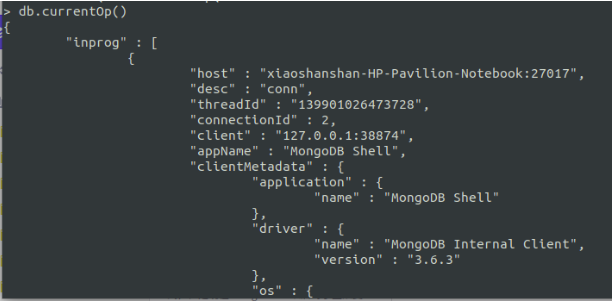 > db.currentOp()
{
"inprog" : [
{
"host" : "xiaoshanshan-HP-Pavilion-Notebook:27017",
"desc" : "conn",
"threadId" : "139901026473728",
"connectionId" : 2,
"client" : "127.0.0.1:38874",
"appName" : "MongoDB Shell",
"clientMetadata" : {
"application" : {
"name" : "MongoDB Shell"
},
"driver" : {
"name" : "MongoDB Internal Client",
"version" : "3.6.3"
},
"os" : {